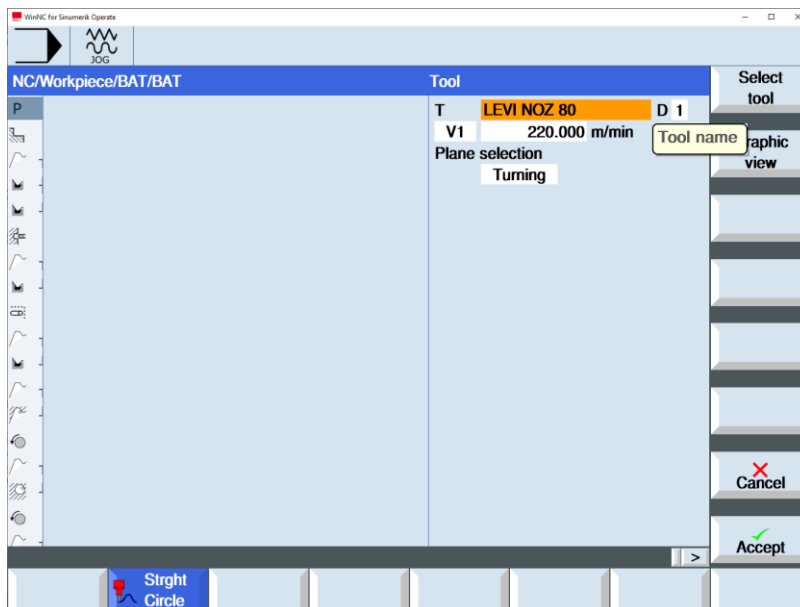 WinNC for Sinumerik Operate
JOG
NC/Workpiece/BAT/BAT
Tool
Select
tool
P
T LEVI NOZ 80 D 1
V1 220.000 m/min
Tool name
raphic
view
Plane selection
Turning
Cancel
Accept
>
Strght
Circle